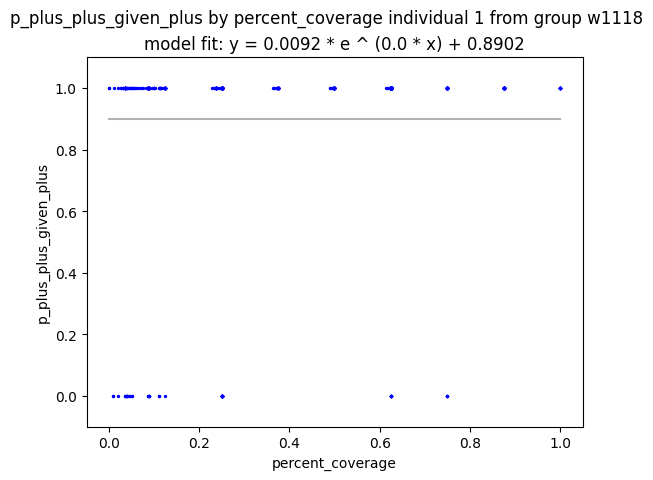 p_plus_plus_given_plus by percent_coverage individual 1 from group w1118
model fit: y = 0.0092 * e ^ (0.0 * x) + 0.8902
1.0
0.8
0.6
0.4
0.2
0.0
p_plus_plus_given_plus
0.0 0.2 0.4 0.6 0.8 1.0
percent_coverage